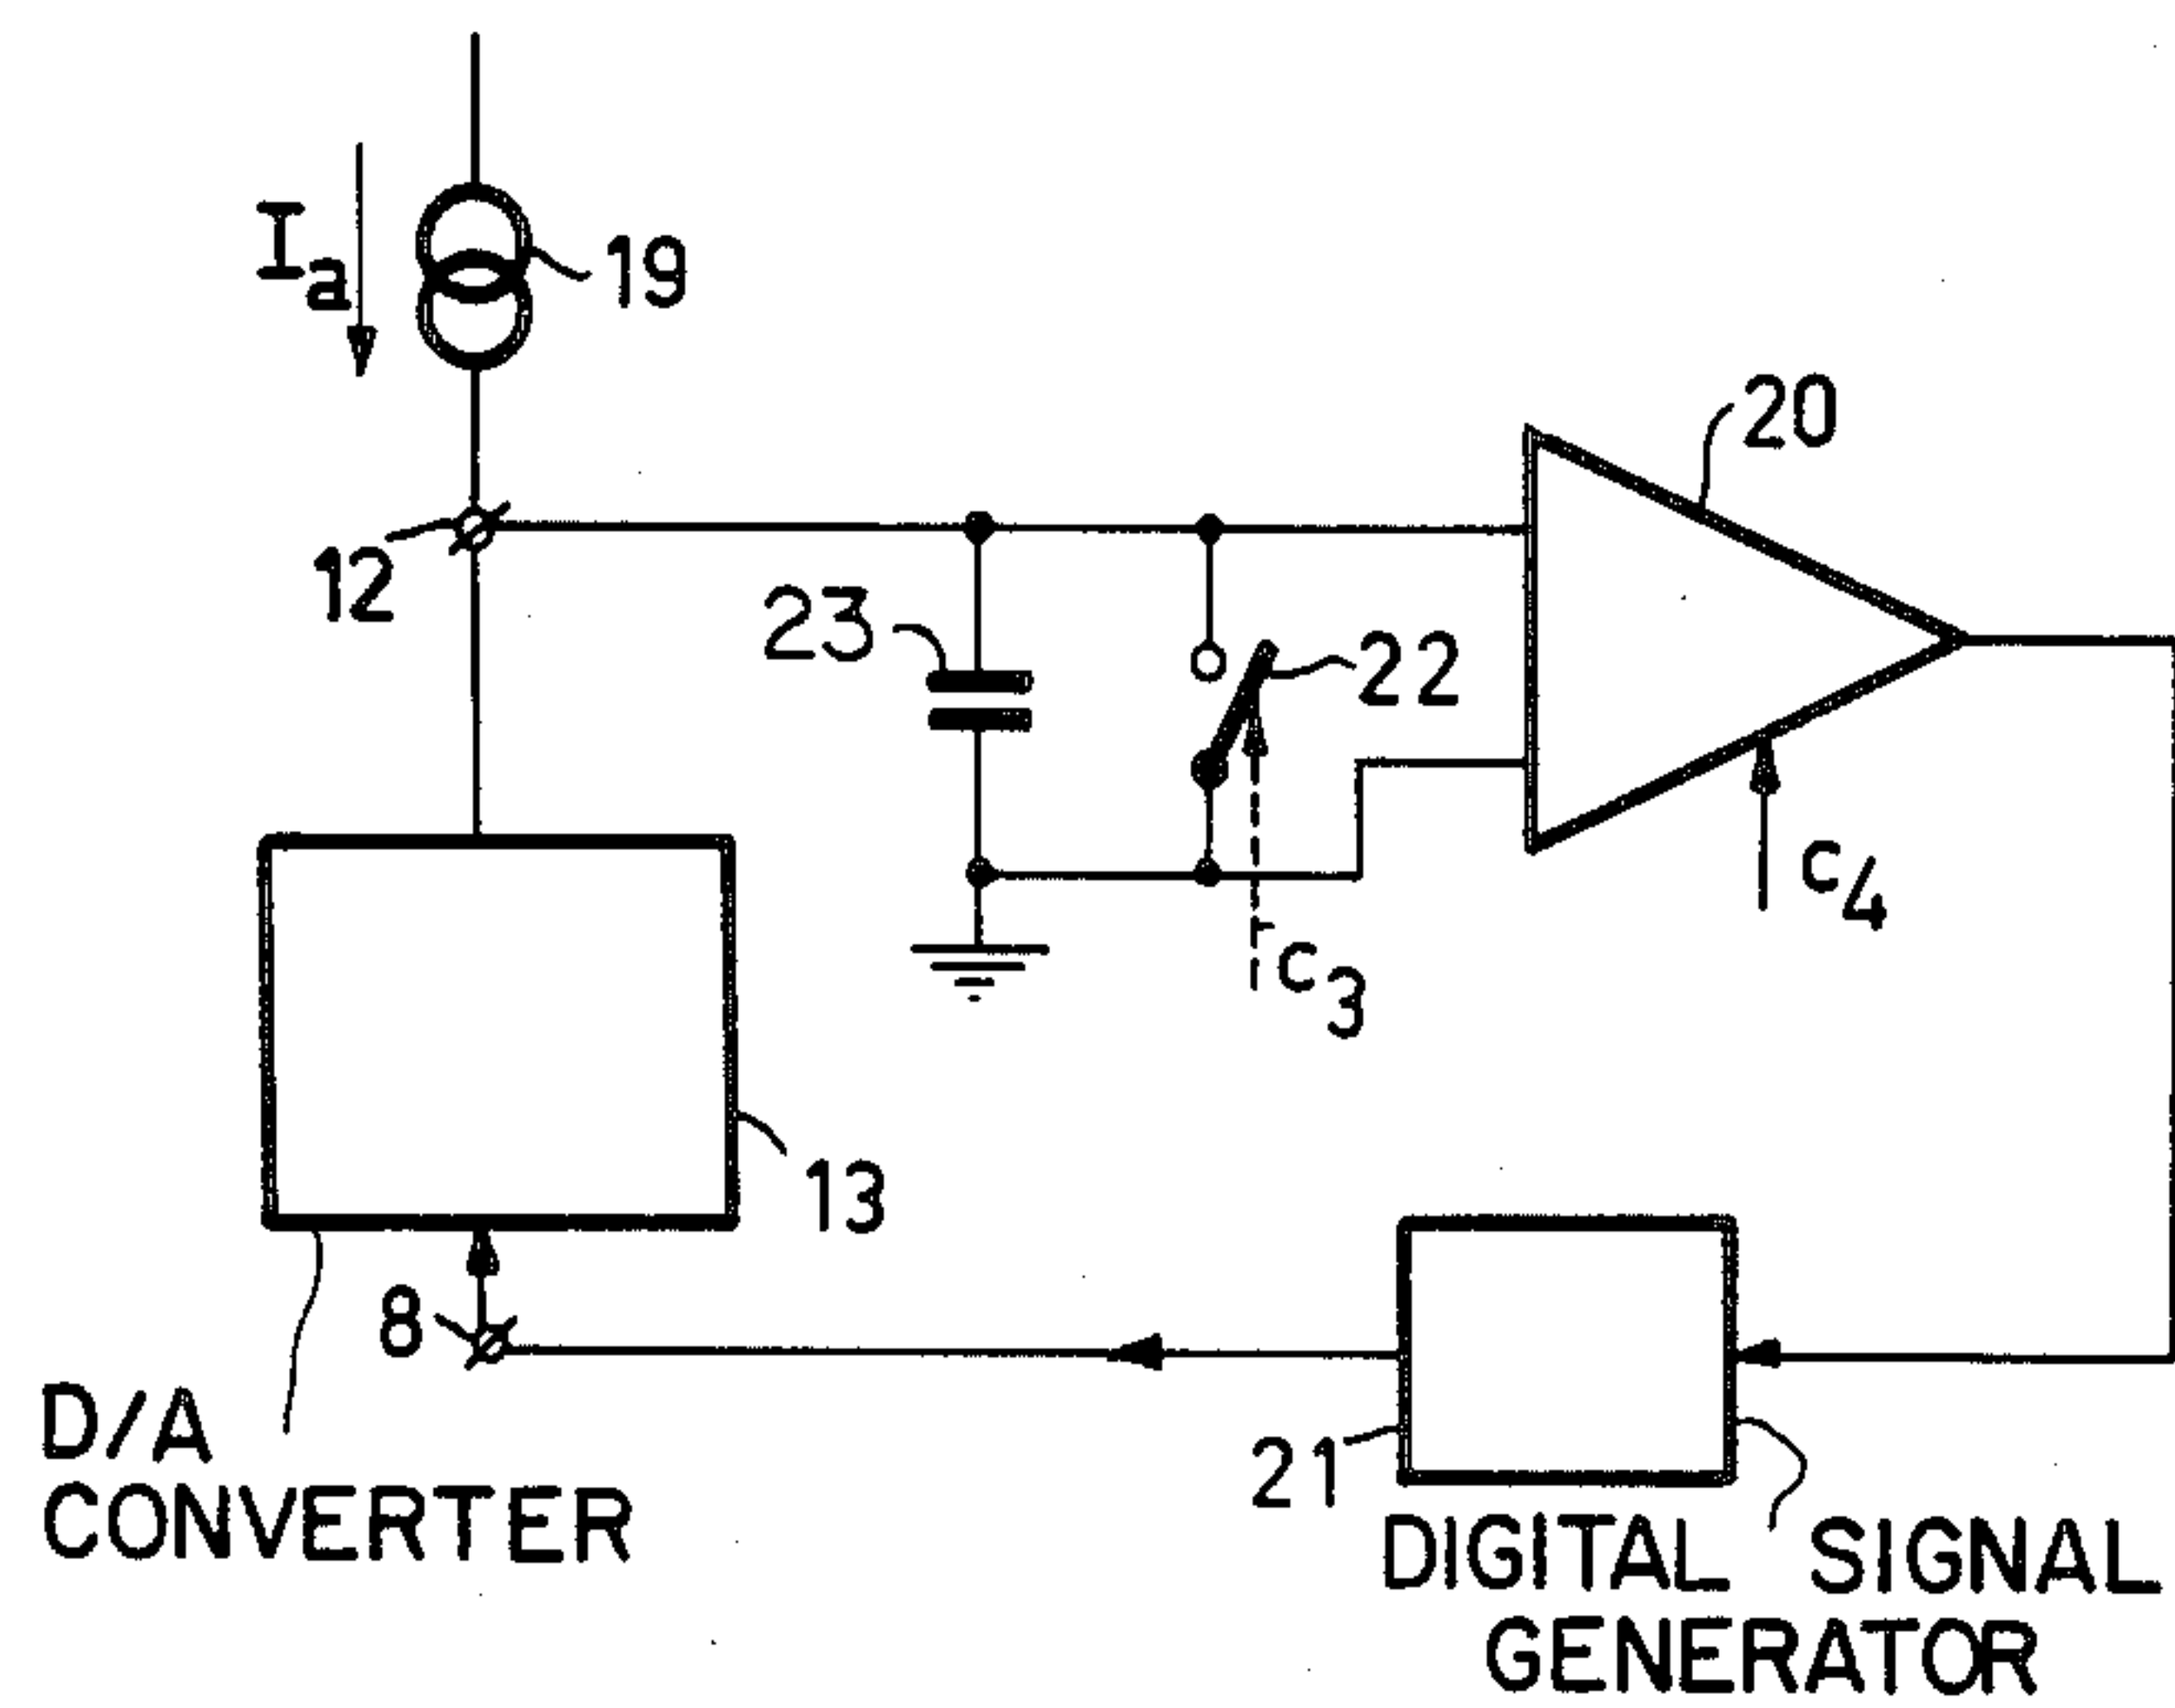 Ia
19
12
23
22
20
c4
c3
13
8
D/A
CONVERTER
21
DIGITAL SIGNAL
GENERATOR